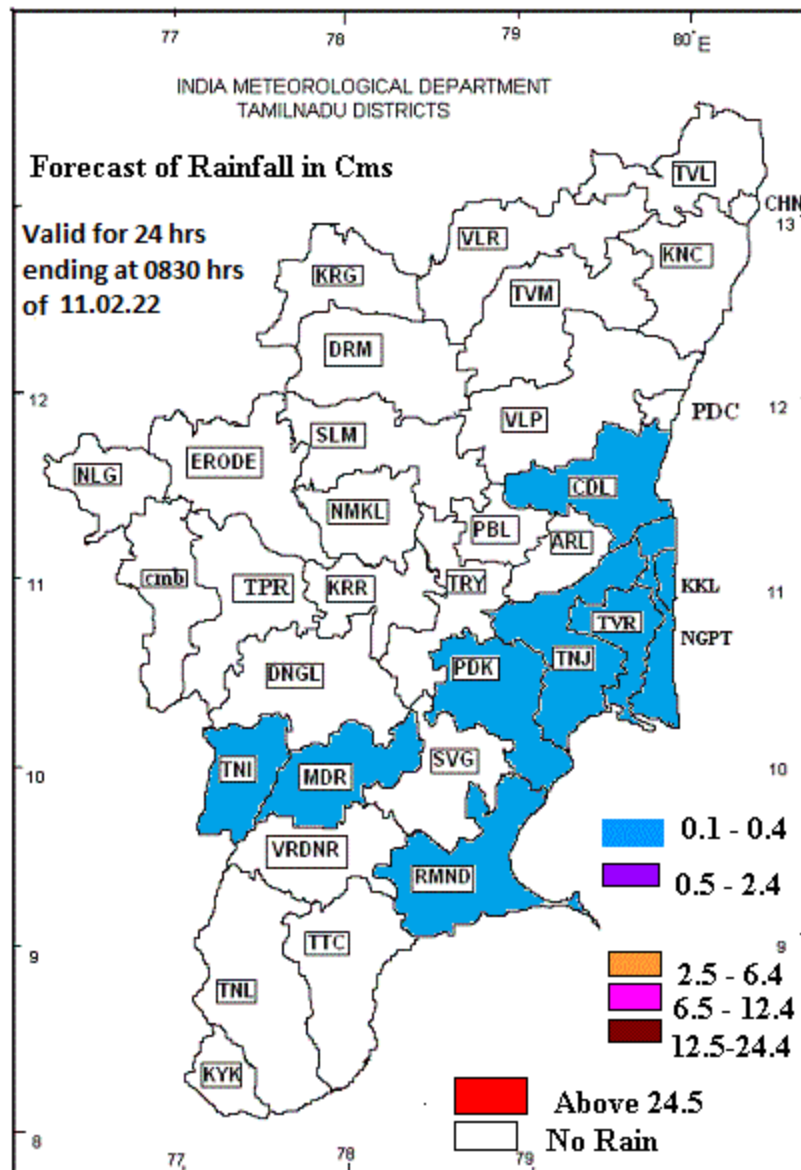 77 78 79 80°E
INDIA METEOROLOGICAL DEPARTMENT
TAMILNADU DISTRICTS
Forecast of Rainfall in Cms
TVL
CHN
13
Valid for 24 hrs
ending at 0830 hrs
of 11.02.22
VLR
KNC
KRG
TVM
DRM
12
PDC
12
VLP
SLM
ERODE
NLG
CDL
NMKL
PBL
ARL
11
cmb
TPR
KRR
TRY
KKL
11
TVR
NGPT
TNJ
PDK
DNGL
10
TNI
MDR
SVG
10
0.1 - 0.4
VRDNR
RMND
0.5 - 2.4
9
TTC
9
2.5 - 6.4
TNL
6.5 - 12.4
12.5-24.4
KYK
Above 24.5
8
No Rain
77 78 79